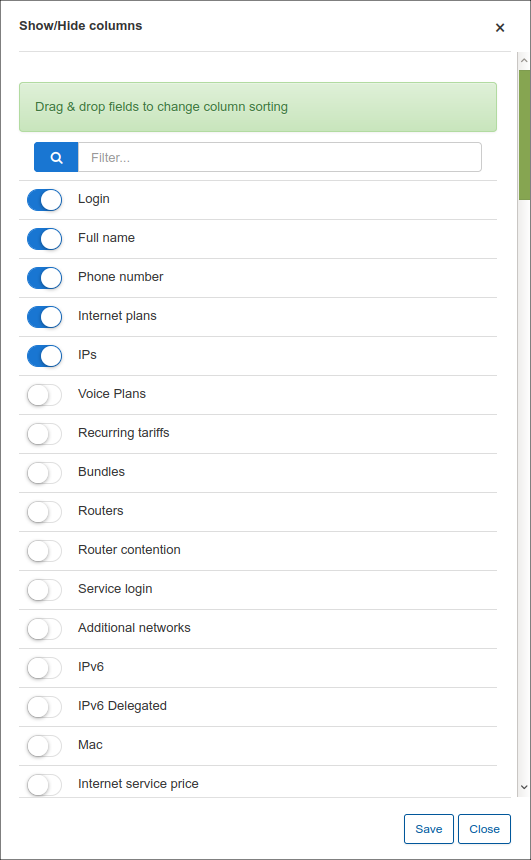 Show/Hide columns
×
Drag & drop fields to change column sorting
Filter...
Login
Full name
Phone number
Internet plans
IPs
Voice Plans
Recurring tariffs
Bundles
Routers
Router contention
Service login
Additional networks
IPv6
IPv6 Delegated
Mac
Internet service price
Save
Close